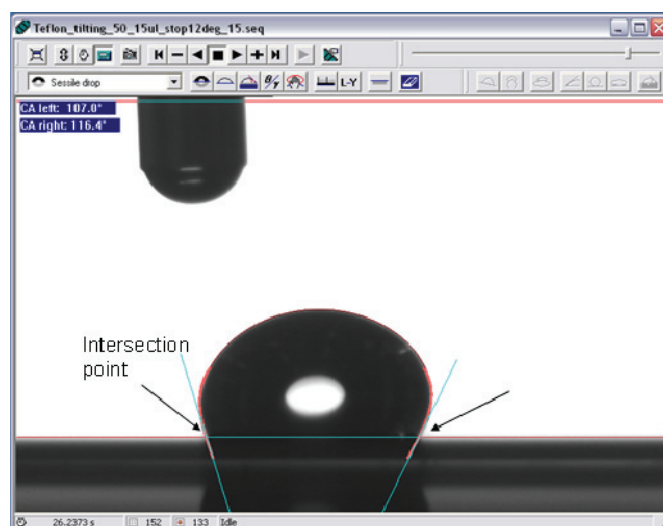 Teflon_tilting_50_15ul_stop12deg_15.seq
Sessile drop
L-Y
CA left: 107.0°
CA right: 116.4°
Intersection
point
26.2373 s 152 133 Idle